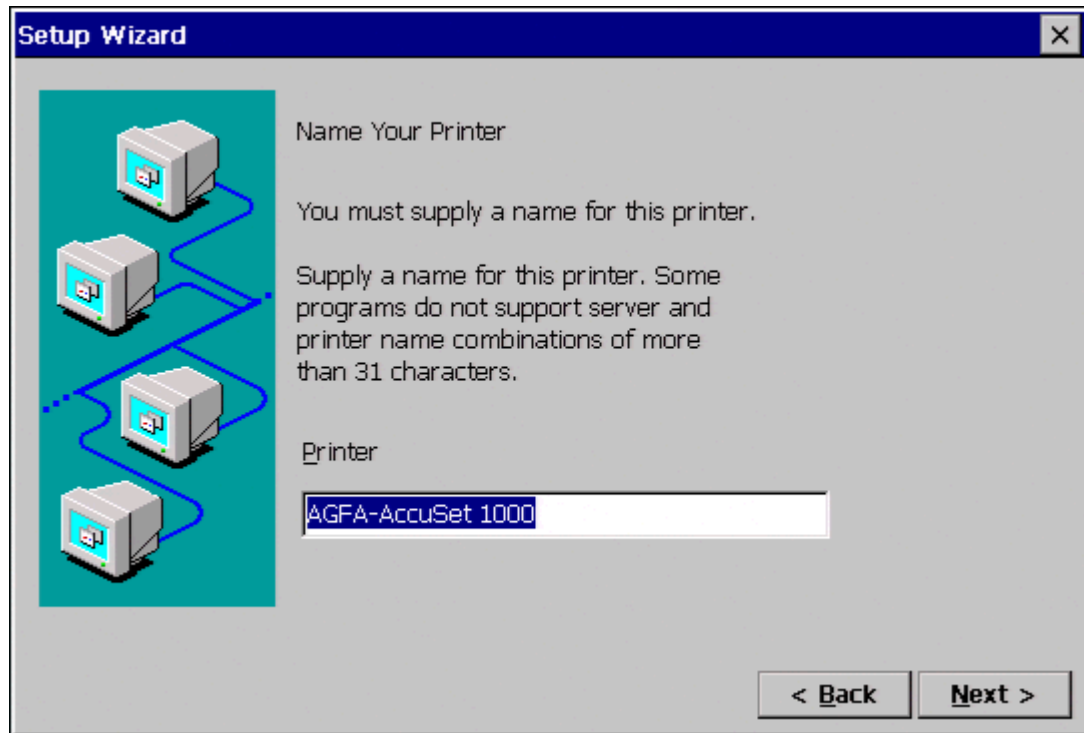 Setup Wizard
Name Your Printer
You must supply a name for this printer.
Supply a name for this printer. Some
programs do not support server and
printer name combinations of more
than 31 characters.
Printer
AGFA-AccuSet 1000
< Back
Next >